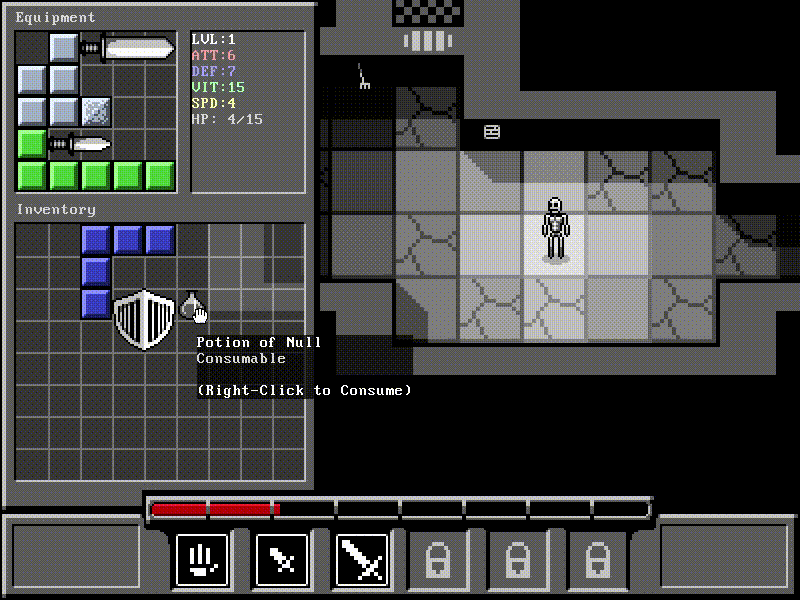 Equipment
LVL:1
ATT:6
DEF:7
VIT:15
SPD:4
HP: 4/15
Inventory
Potion of Null
Consumable
(Right-Click to Consume)